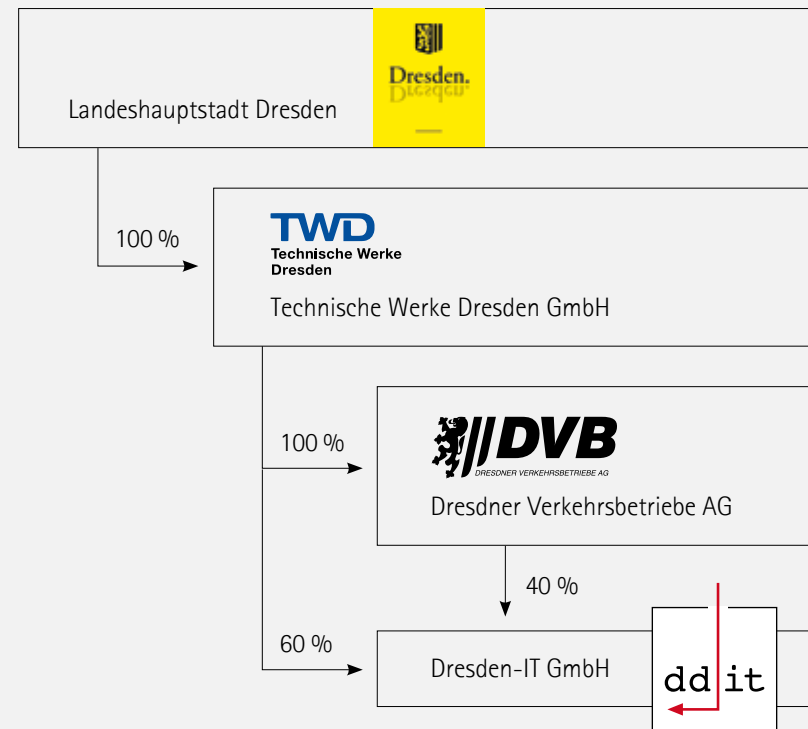 Dresden.
Landeshauptstadt Dresden
100 %
TWD
Technische Werke
Dresden
Technische Werke Dresden GmbH
100 %
DVB
DRESDNER VERKEHRSBETRIEBE AG
Dresdner Verkehrsbetriebe AG
40 %
60 %
Dresden-IT GmbH
dd it